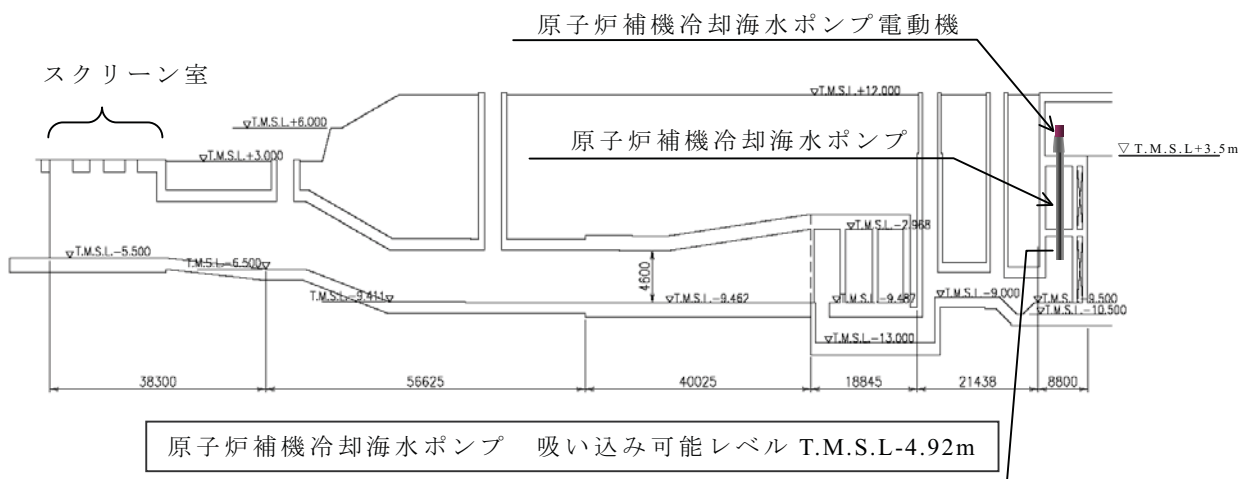 原子炉補機冷却海水ポンプ電動機
スクリーン室
▽T.M.S.L.+12.000
▽T.M.S.L.+6.000
原子炉補機冷却海水ポンプ
▽T.M.S.L+3.5m
▽T.M.S.L.+3.000
▽T.M.S.L.-2.968
▽T.M.S.L.-5.500
T.M.S.L.-6.500▽
4600
T.M.S.L.-9.411▽
▽T.M.S.L.-9.462
▽T.M.S.L.-9.487
▽T.M.S.L.-9.000
▽T.M.S.L.-9.500
▽T.M.S.L.-10.500
▽T.M.S.L.-13.000
38300
56625
40025
18845
21438
8800
原子炉補機冷却海水ポンプ 吸い込み可能レベル T.M.S.L-4.92m